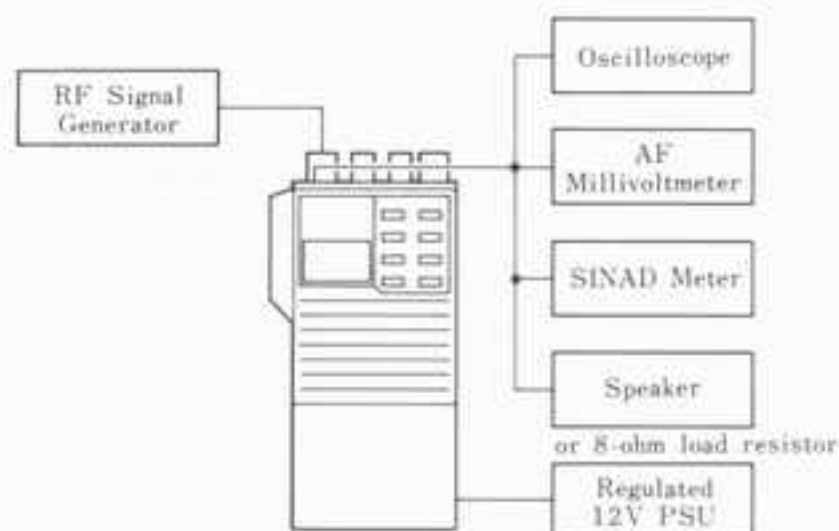 RF Signal
Generator
Oscilloscope
AF
Millivoltmeter
SINAD Meter
Speaker
or 8-ohm load resistor
Regulated
12V PSU